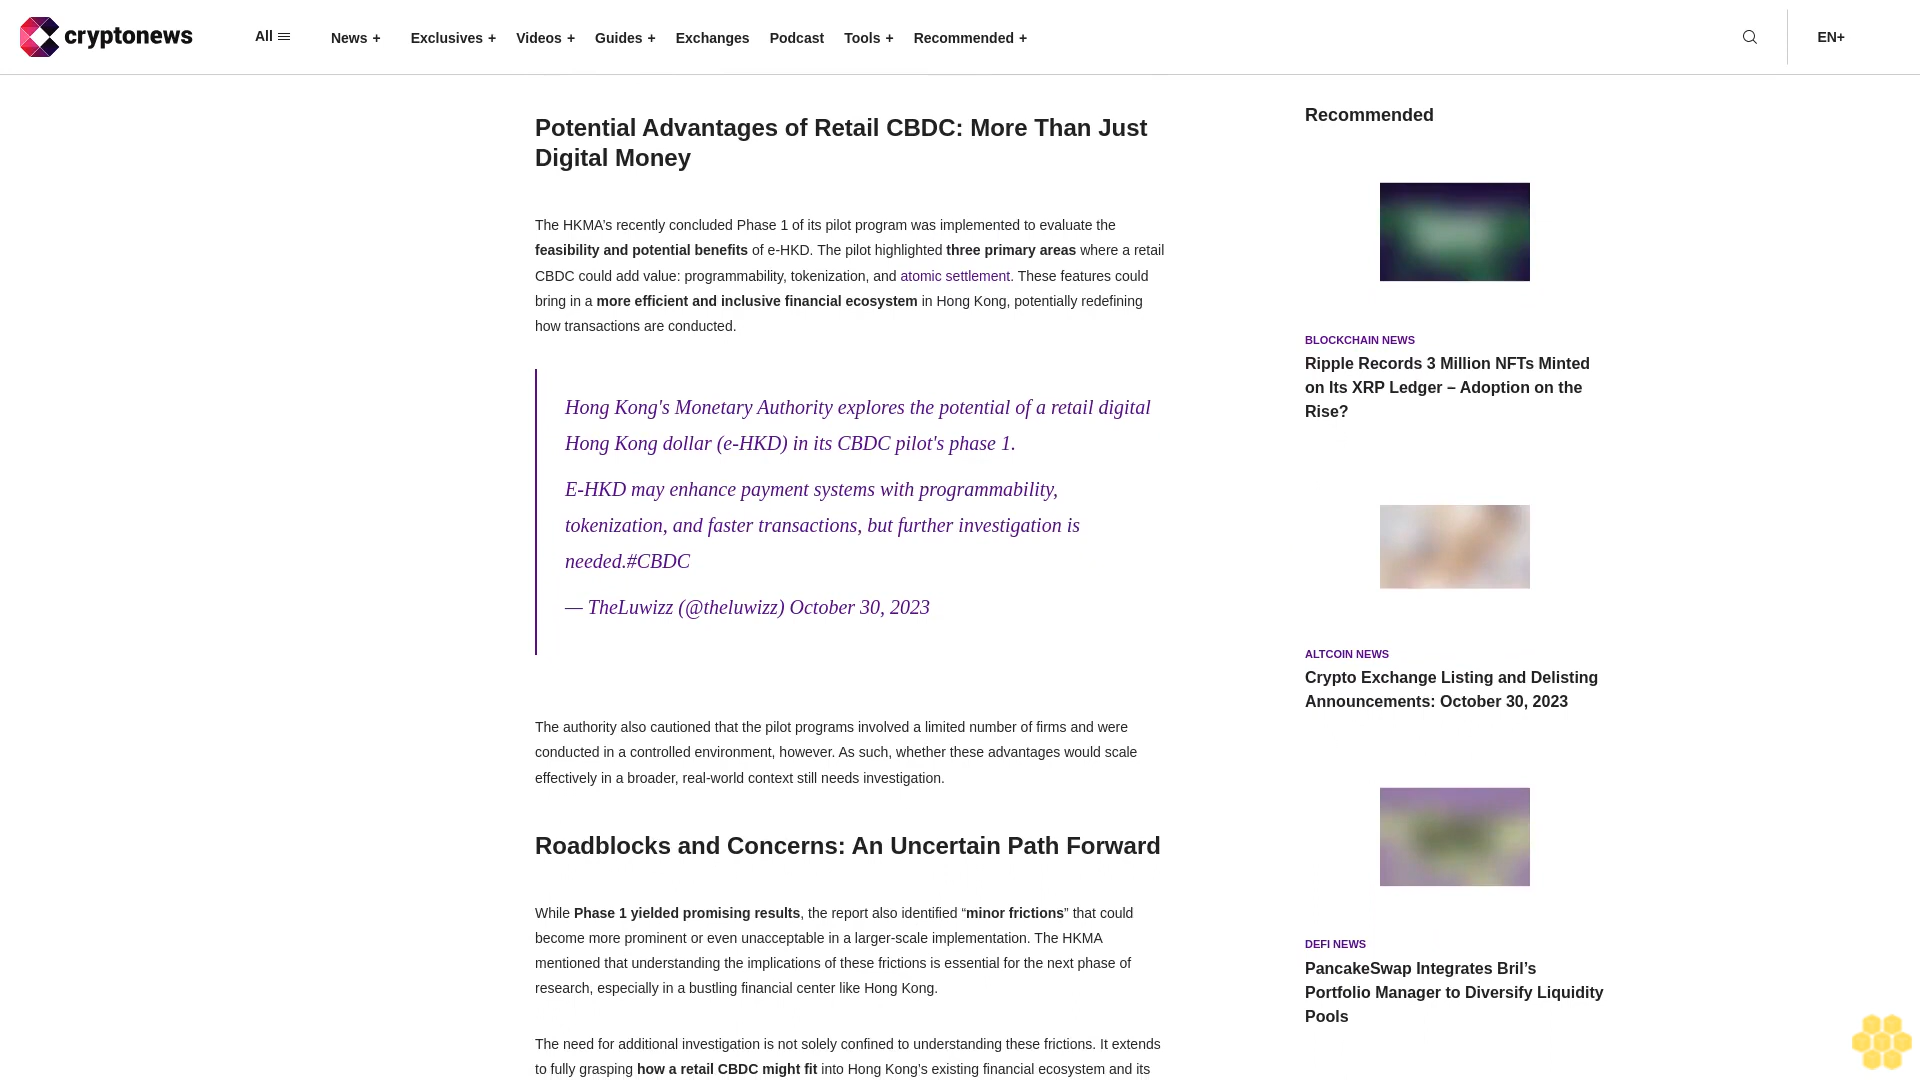 cryptonews
All
News +
Exclusives +
Videos +
Guides +
Exchanges
Podcast
Tools +
Recommended +
EN+
Potential Advantages of Retail CBDC: More Than Just
Digital Money
The HKMA’s recently concluded Phase 1 of its pilot program was implemented to evaluate the
feasibility and potential benefits of e-HKD. The pilot highlighted three primary areas where a retail
CBDC could add value: programmability, tokenization, and atomic settlement. These features could
bring in a more efficient and inclusive financial ecosystem in Hong Kong, potentially redefining
how transactions are conducted.
Hong Kong's Monetary Authority explores the potential of a retail digital
Hong Kong dollar (e-HKD) in its CBDC pilot's phase 1.
E-HKD may enhance payment systems with programmability,
tokenization, and faster transactions, but further investigation is
needed.#CBDC
— TheLuwizz (@theluwizz) October 30, 2023
The authority also cautioned that the pilot programs involved a limited number of firms and were
conducted in a controlled environment, however. As such, whether these advantages would scale
effectively in a broader, real-world context still needs investigation.
Roadblocks and Concerns: An Uncertain Path Forward
While Phase 1 yielded promising results, the report also identified “minor frictions” that could
become more prominent or even unacceptable in a larger-scale implementation. The HKMA
mentioned that understanding the implications of these frictions is essential for the next phase of
research, especially in a bustling financial center like Hong Kong.
The need for additional investigation is not solely confined to understanding these frictions. It extends
to fully grasping how a retail CBDC might fit into Hong Kong’s existing financial ecosystem and its
Recommended
BLOCKCHAIN NEWS
Ripple Records 3 Million NFTs Minted
on Its XRP Ledger – Adoption on the
Rise?
ALTCOIN NEWS
Crypto Exchange Listing and Delisting
Announcements: October 30, 2023
DEFI NEWS
PancakeSwap Integrates Bril’s
Portfolio Manager to Diversify Liquidity
Pools